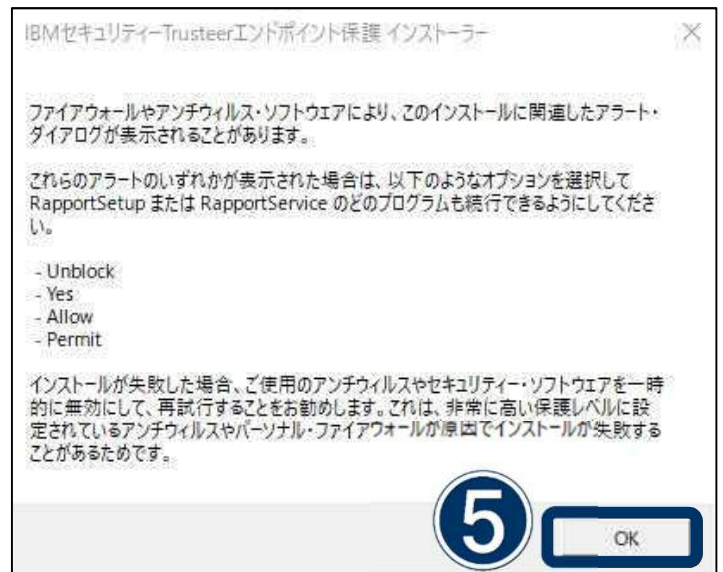 IBMセキュリティーTrusteerエンドポイント保護 インストーラー
ファイアウォールやアンチウィルス・ソフトウェアにより、このインストールに関連したアラート・
ダイアログが表示されることがあります。
これらのアラートのいずれかが表示された場合は、以下のようなオプションを選択して
RapportSetup または RapportService のどのプログラムも続行できるようにしてくださ
い。
- Unblock
- Yes
- Allow
- Permit
インストールが失敗した場合、ご使用のアンチウィルスやセキュリティー・ソフトウェアを一時
的に無効にして、再試行することをお勧めします。これは、非常に高い保護レベルに設
定されているアンチウィルスやパーソナル・ファイアウォールが原因でインストールが失敗する
ことがあるためです。
5
OK